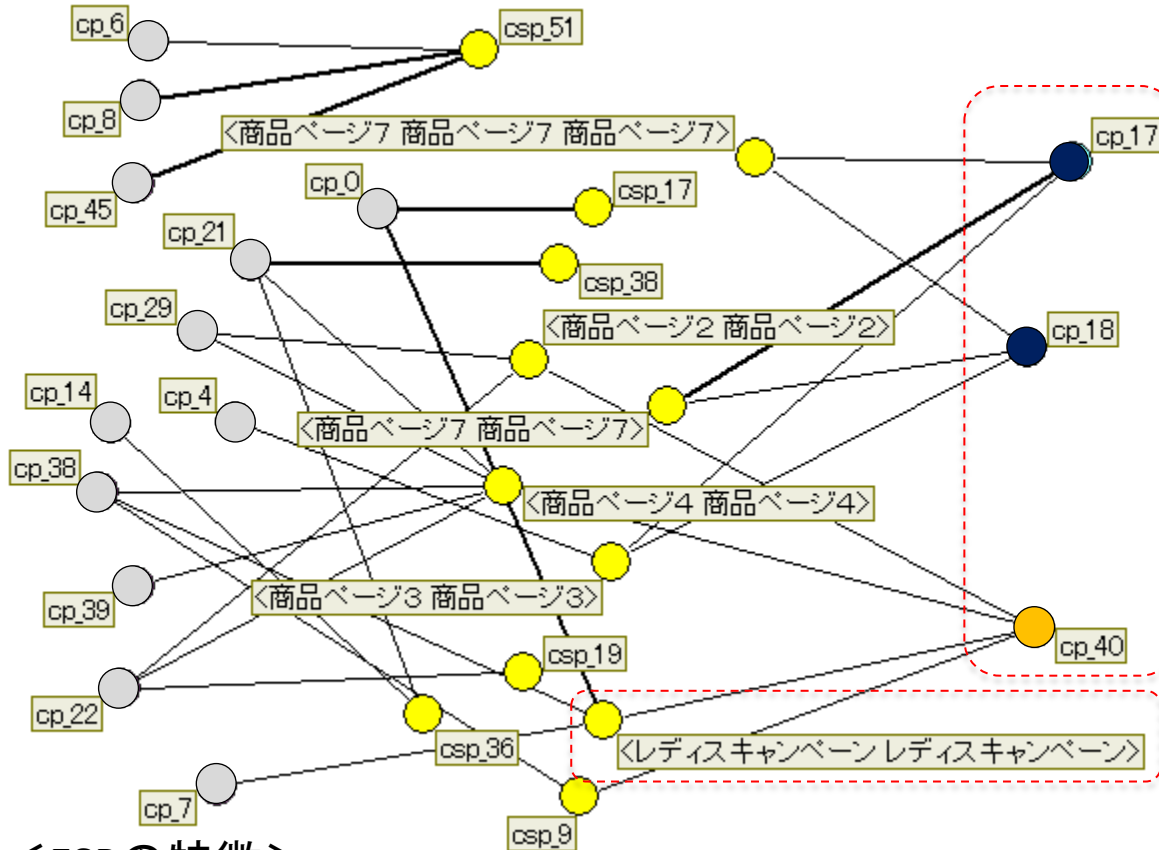 cp_6
csp_51
cp_8
<商品ページ7 商品ページ7 商品ページ7>
cp_17
cp_45
cp_0
csp_17
cp_21
csp_38
cp_29
<商品ページ2 商品ページ2>
cp_18
cp_14
cp_4
<商品ページ7 商品ページ7>
cp_38
<商品ページ4 商品ページ4>
cp_39
<商品ページ3 商品ページ3>
cp_40
csp_19
cp_22
csp_36
<レディスキャンペーン レディスキャンペーン>
cp_7
csp_9